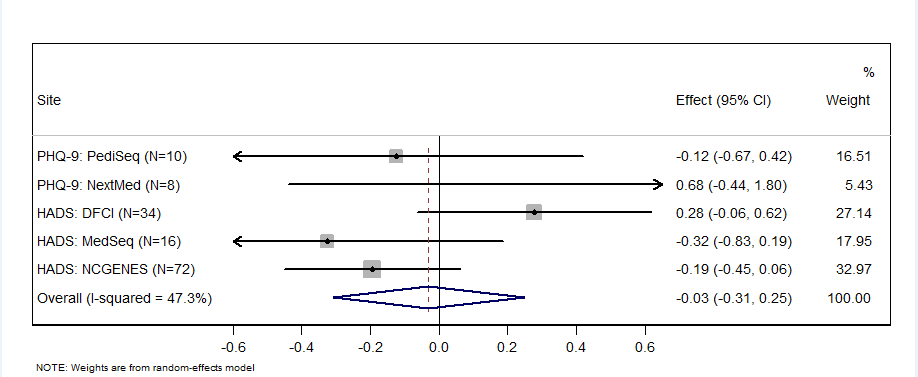 %
Site Effect (95% CI) Weight
PHQ-9: PediSeq (N=10) -0.12 (-0.67, 0.42) 16.51
PHQ-9: NextMed (N=8) 0.68 (-0.44, 1.80) 5.43
HADS: DFCI (N=34) 0.28 (-0.06, 0.62) 27.14
HADS: MedSeq (N=16) -0.32 (-0.83, 0.19) 17.95
HADS: NCGENES (N=72) -0.19 (-0.45, 0.06) 32.97
Overall (I-squared = 47.3%) -0.03 (-0.31, 0.25) 100.00
-0.6 -0.4 -0.2 0.0 0.2 0.4 0.6
NOTE: Weights are from random-effects model